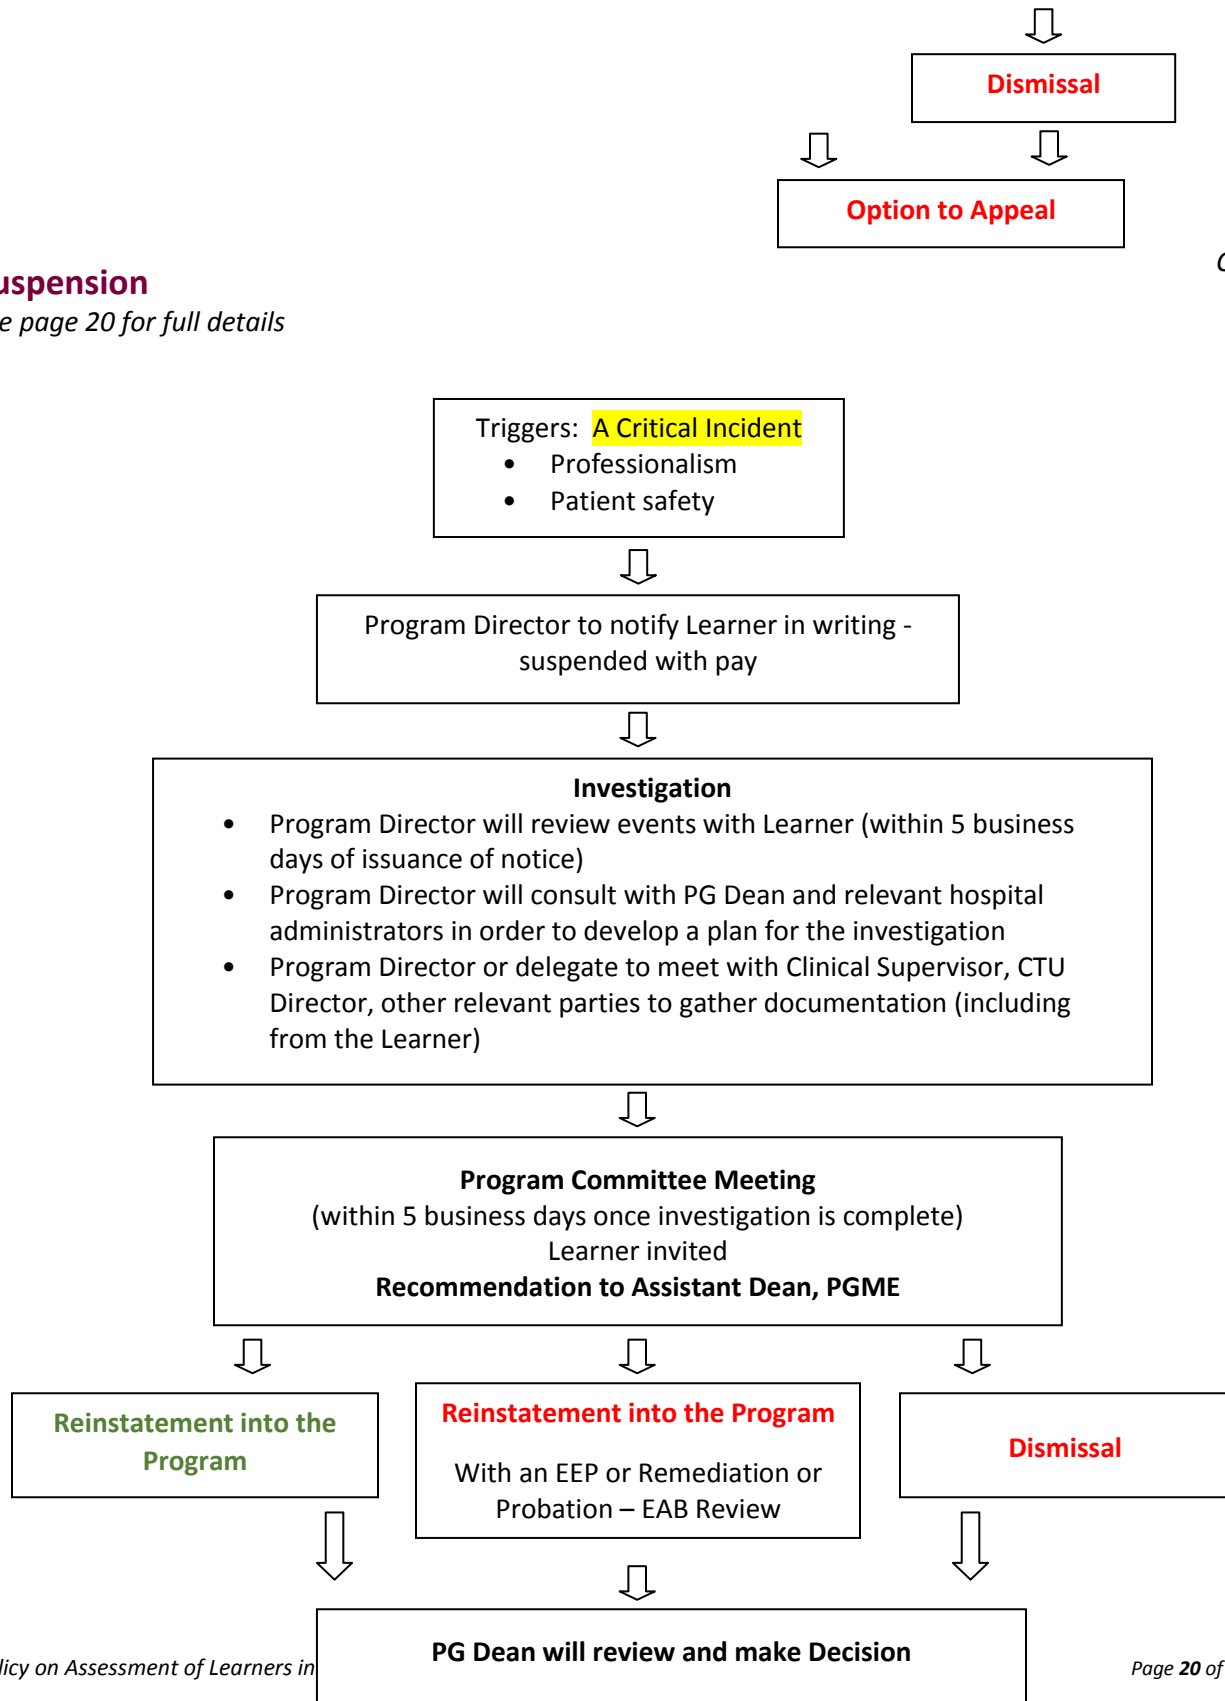 Dismissal
Option to Appeal
uspension
e page 20 for full details
Triggers: A Critical Incident
• Professionalism
• Patient safety
Program Director to notify Learner in writing -
suspended with pay
Investigation
• Program Director will review events with Learner (within 5 business
days of issuance of notice)
• Program Director will consult with PG Dean and relevant hospital
administrators in order to develop a plan for the investigation
• Program Director or delegate to meet with Clinical Supervisor, CTU
Director, other relevant parties to gather documentation (including
from the Learner)
Program Committee Meeting
(within 5 business days once investigation is complete)
Learner invited
Recommendation to Assistant Dean, PGME
Reinstatement into the
Program
Reinstatement into the Program
With an EEP or Remediation or
Probation – EAB Review
Dismissal
PG Dean will review and make Decision
licy on Assessment of Learners in
Page 20 of